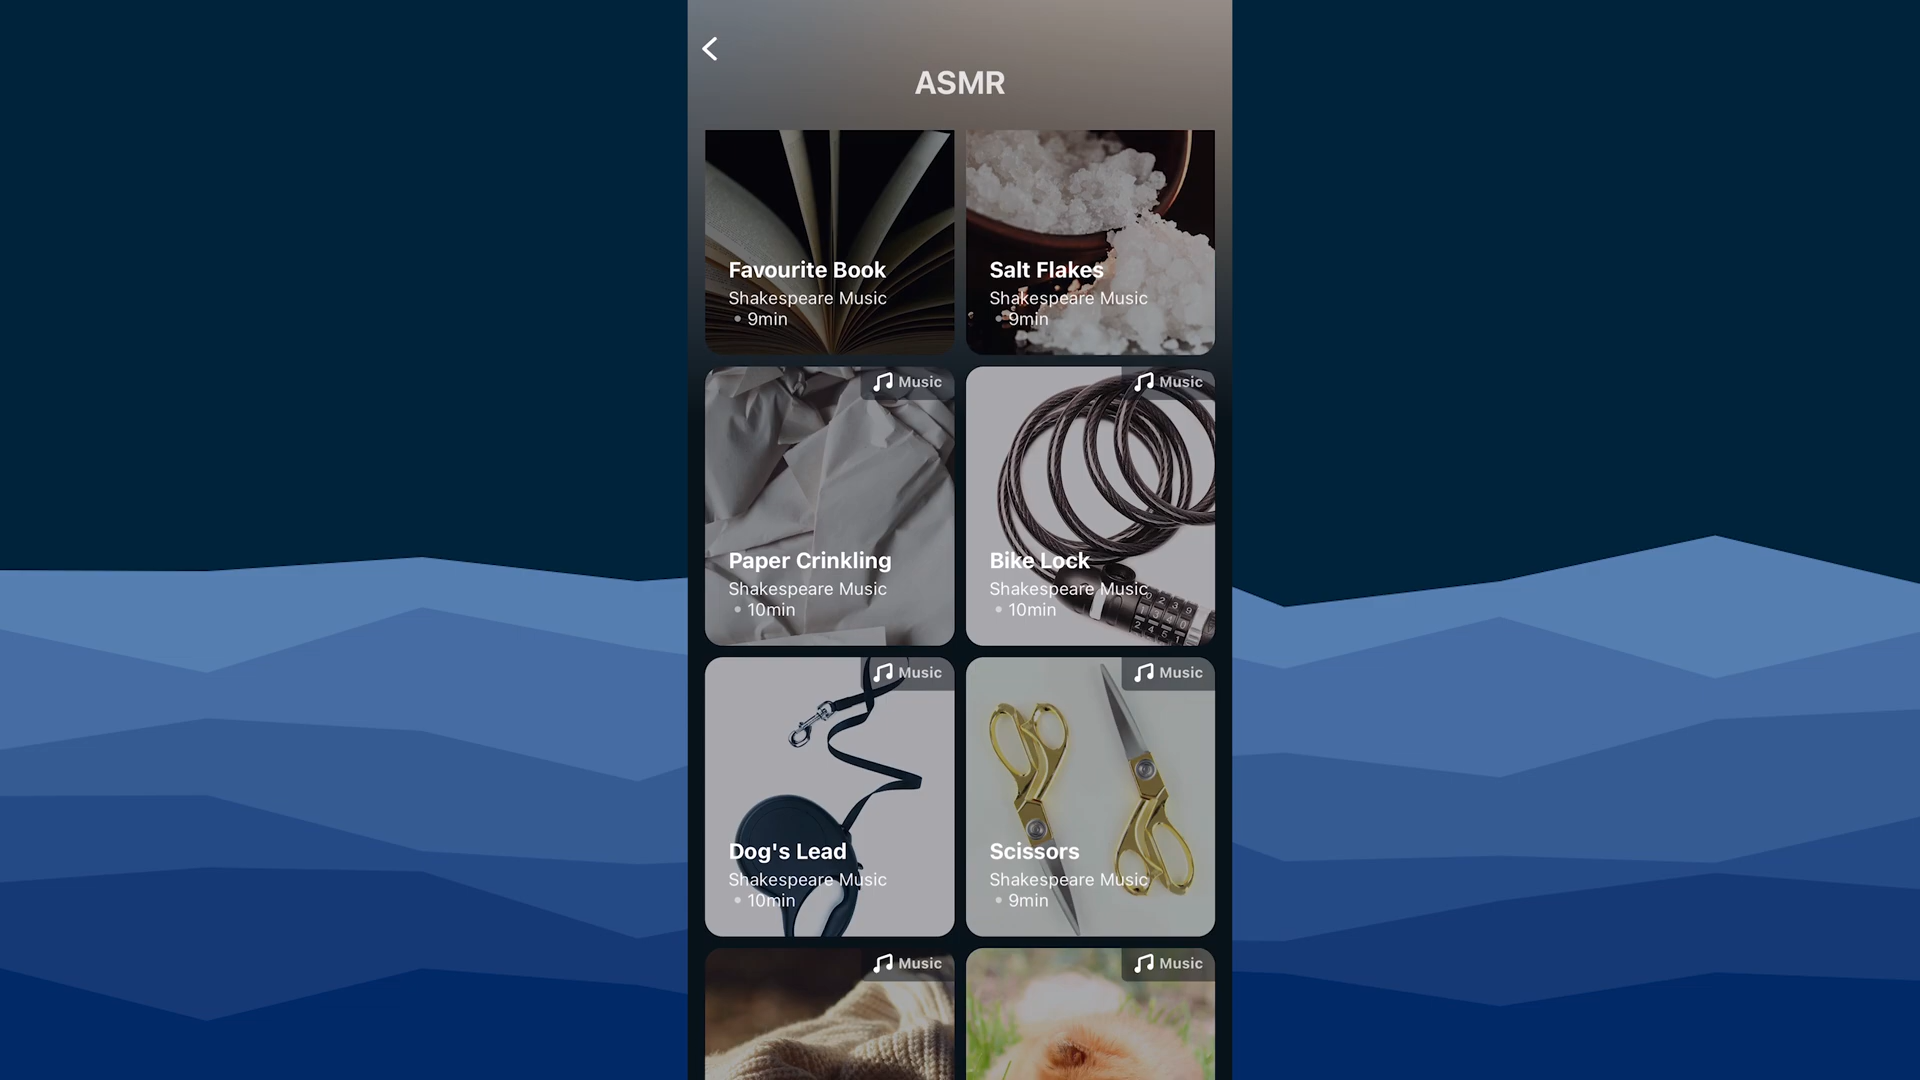 ASMR
Favourite Book
Shakespeare Music
• 9min
Salt Flakes
Shakespeare Music
• 9min
Music
Paper Crinkling
Shakespeare Music
• 10min
Music
Bike Lock
Shakespeare Music
• 10min
Music
Dog's Lead
Shakespeare Music
• 10min
Music
Scissors
Shakespeare Music
• 9min
Music
Music